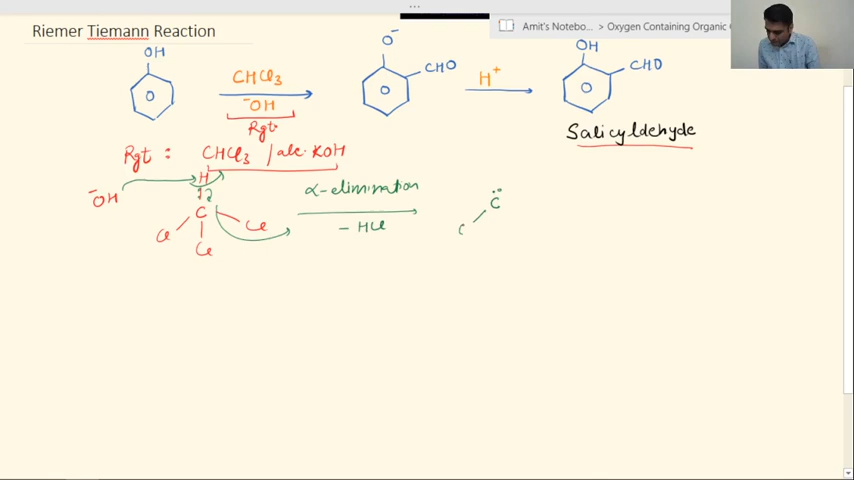 Amit's Notebo... > Oxygen Containing Organic
Riemer Tiemann Reaction
OH
CHCl3
-OH
Rgt
O-
CHO
H+
OH
CHO
Salicyldehyde
Rgt : CHCl3 / alc. KOH
-OH
H
C
Cl
Cl
Cl
α-elimination
- HCl
C̈
C